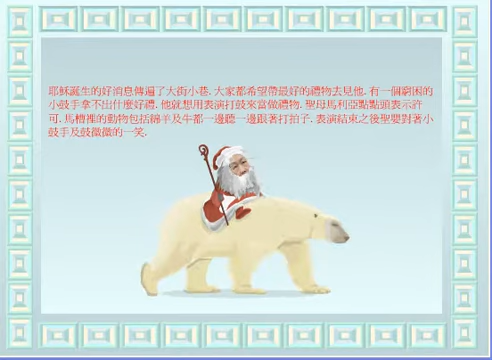 耶穌誕生的好消息傳遍了大街小巷. 大家都希望帶最好的禮物去見他. 有一個窮困的
小鼓手拿不出什麼好禮. 他就想用表演打鼓來當做禮物. 聖母馬利亞點點頭表示許
可. 馬槽裡的動物包括綿羊及牛都一邊聽一邊跟著打拍子. 表演結束之後聖嬰對著小
鼓手及鼓微微的一笑.